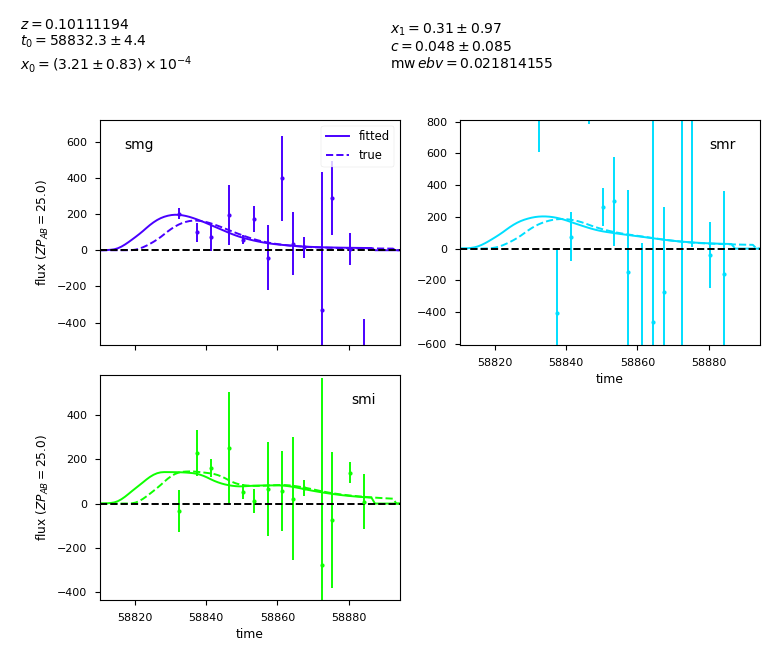 z = 0.10111194
t₀ = 58832.3 ± 4.4
x₀ = (3.21 ± 0.83) × 10⁻⁴
x₁ = 0.31 ± 0.97
c = 0.048 ± 0.085
mw ebv = 0.021814155
smg
fitted
true
600
400
200
0
−200
−400
flux (ZP_AB = 25.0)
smr
800
600
400
200
0
−200
−400
−600
58820 58840 58860 58880
time
smi
400
200
0
−200
−400
flux (ZP_AB = 25.0)
58820 58840 58860 58880
time